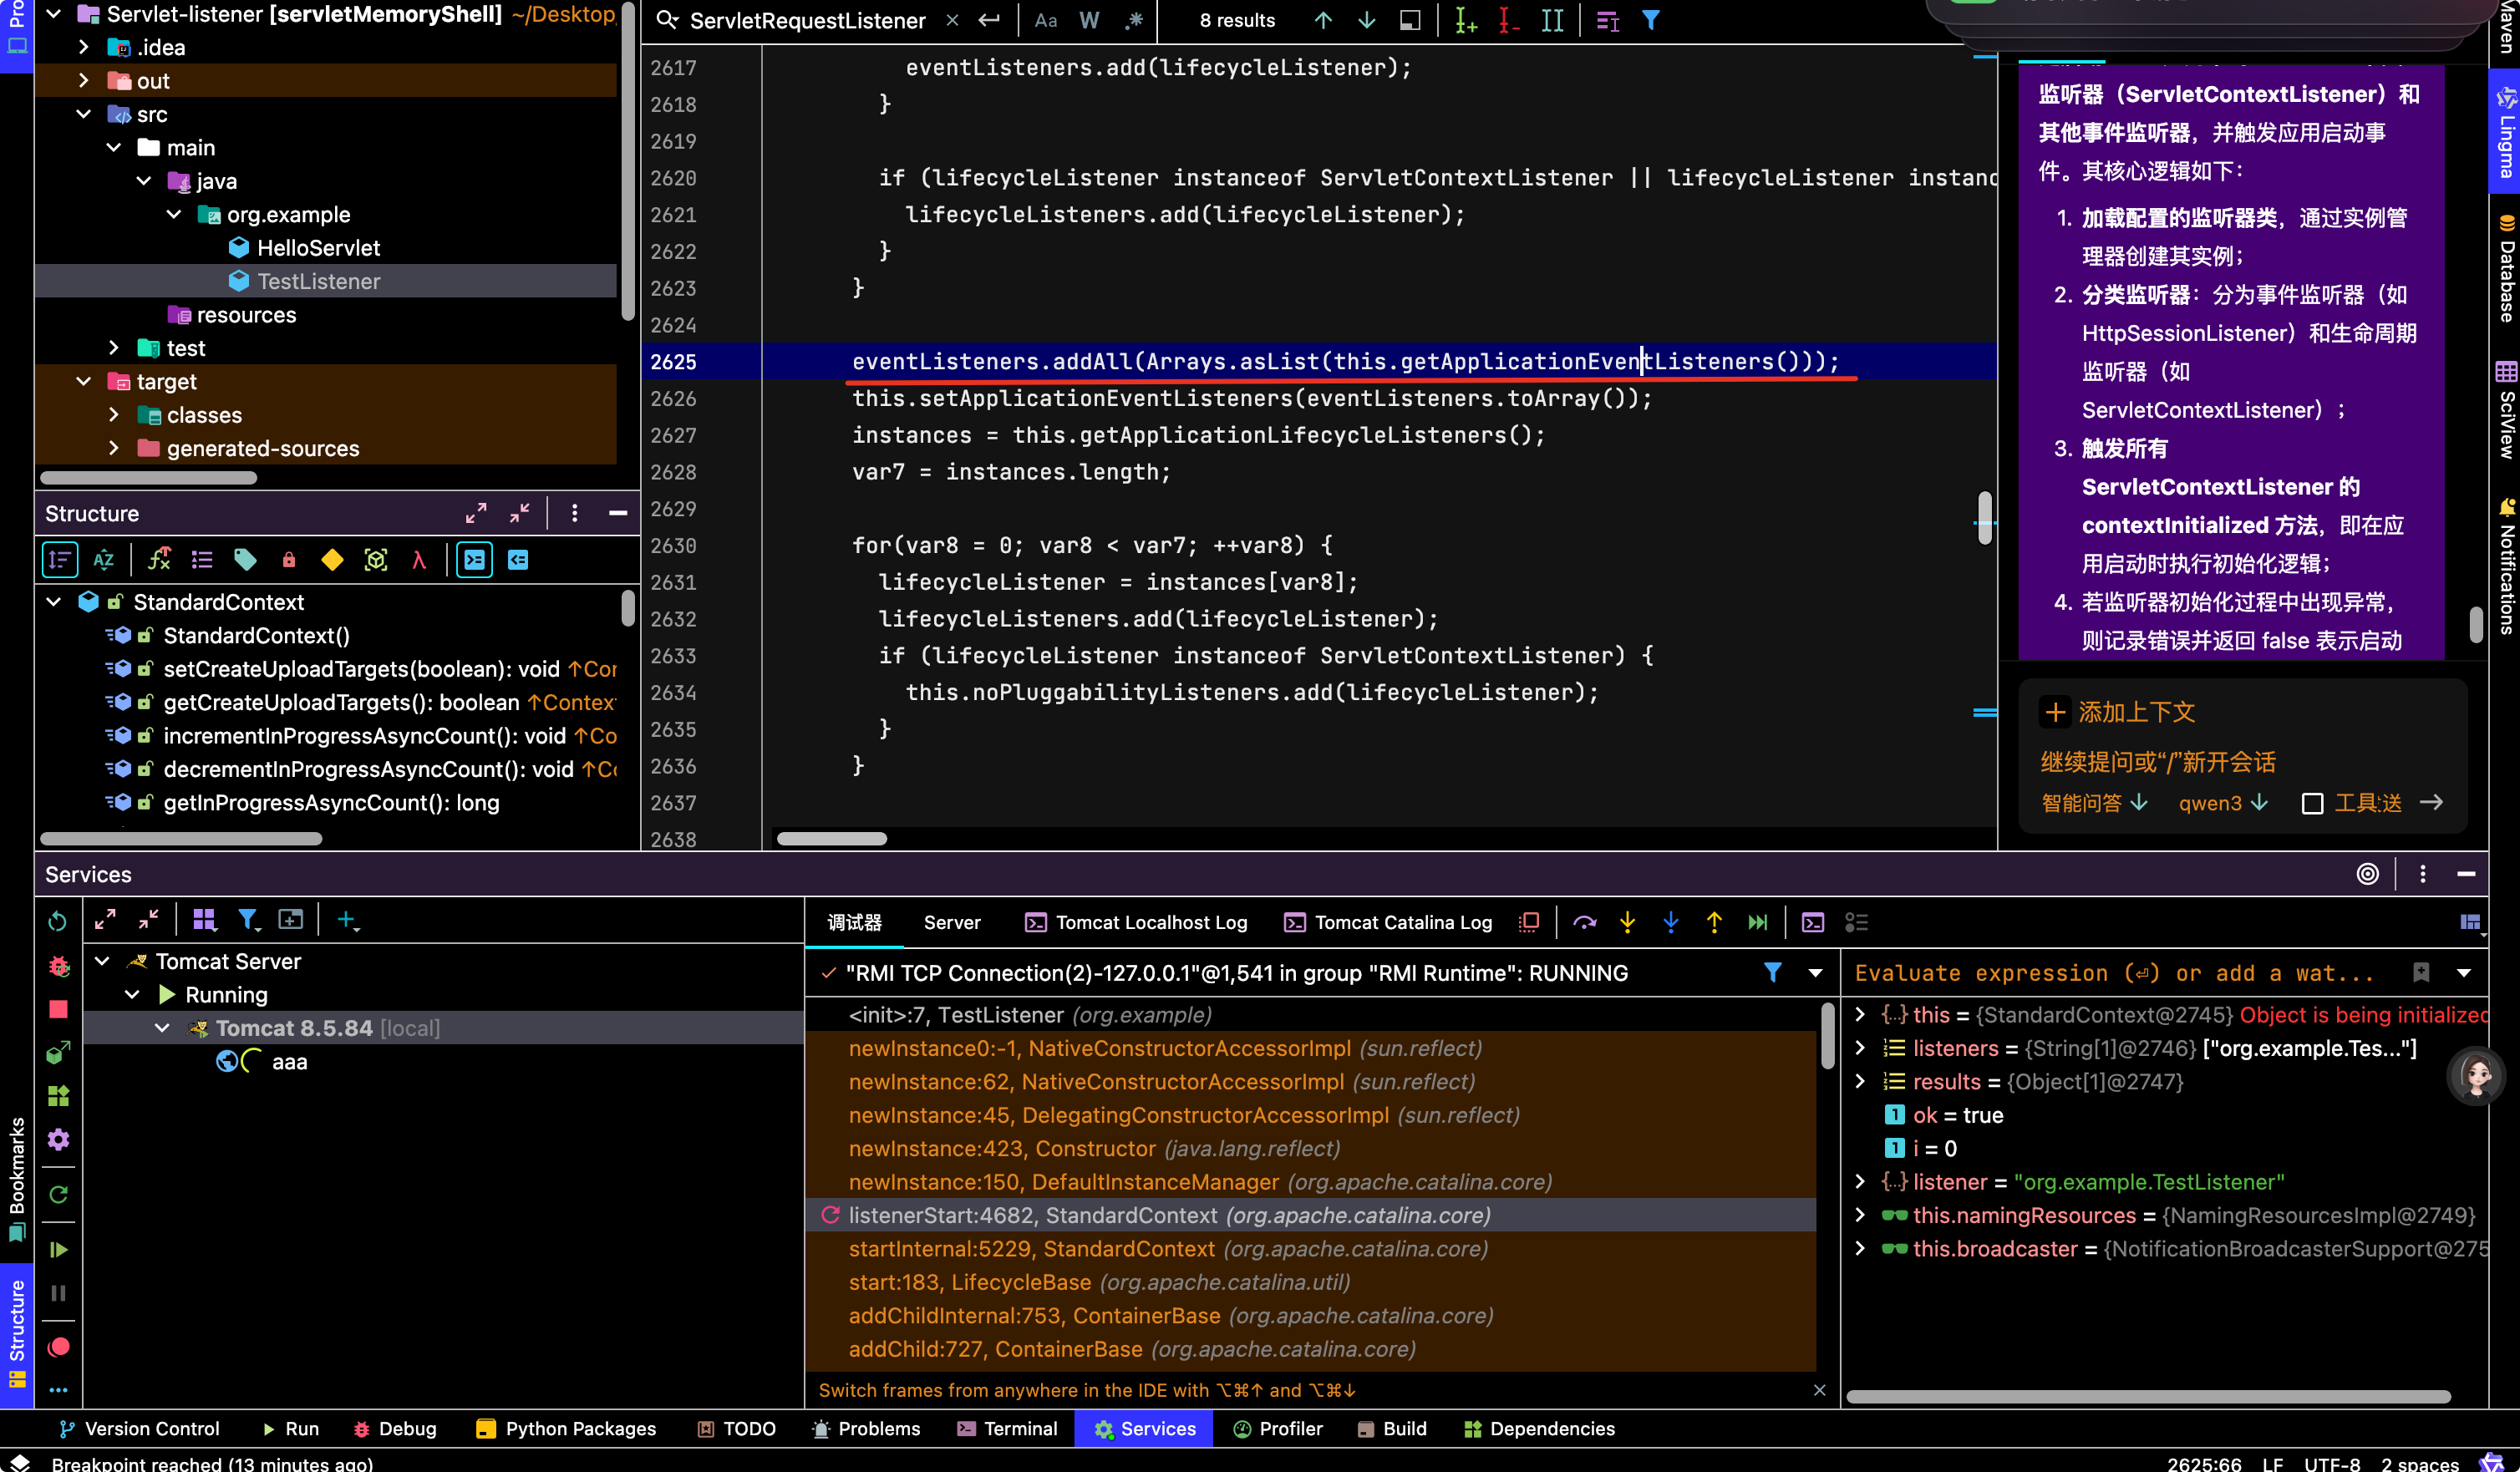 Pro
Servlet-listener [servletMemoryShell] ~/Desktop
.idea
out
src
main
java
org.example
HelloServlet
TestListener
resources
test
target
classes
generated-sources
Structure
StandardContext
StandardContext()
setCreateUploadTargets(boolean): void ↑Con
getCreateUploadTargets(): boolean ↑Contex
incrementInProgressAsyncCount(): void ↑Co
decrementInProgressAsyncCount(): void ↑Co
getInProgressAsyncCount(): long
ServletRequestListener
Aa W .* 8 results
2617 eventListeners.add(lifecycleListener);
2618 }
2619
2620 if (lifecycleListener instanceof ServletContextListener || lifecycleListener instanc
2621 lifecycleListeners.add(lifecycleListener);
2622 }
2623 }
2624
2625 eventListeners.addAll(Arrays.asList(this.getApplicationEventListeners()));
2626 this.setApplicationEventListeners(eventListeners.toArray());
2627 instances = this.getApplicationLifecycleListeners();
2628 var7 = instances.length;
2629
2630 for(var8 = 0; var8 < var7; ++var8) {
2631 lifecycleListener = instances[var8];
2632 lifecycleListeners.add(lifecycleListener);
2633 if (lifecycleListener instanceof ServletContextListener) {
2634 this.noPluggabilityListeners.add(lifecycleListener);
2635 }
2636 }
2637
2638
监听器（ServletContextListener）和
其他事件监听器，并触发应用启动事
件。其核心逻辑如下：
1. 加载配置的监听器类，通过实例管
理器创建其实例；
2. 分类监听器：分为事件监听器（如
HttpSessionListener）和生命周期
监听器（如
ServletContextListener）；
3. 触发所有
ServletContextListener 的
contextInitialized 方法，即在应
用启动时执行初始化逻辑；
4. 若监听器初始化过程中出现异常，
则记录错误并返回 false 表示启动
添加上下文
继续提问或“/”新开会话
智能问答 qwen3 工具 送
Maven
Lingma
Database
SciView
Notifications
Services
Tomcat Server
Running
Tomcat 8.5.84 [local]
aaa
调试器 Server Tomcat Localhost Log Tomcat Catalina Log
"RMI TCP Connection(2)-127.0.0.1"@1,541 in group "RMI Runtime": RUNNING
<init>:7, TestListener (org.example)
newInstance0:-1, NativeConstructorAccessorImpl (sun.reflect)
newInstance:62, NativeConstructorAccessorImpl (sun.reflect)
newInstance:45, DelegatingConstructorAccessorImpl (sun.reflect)
newInstance:423, Constructor (java.lang.reflect)
newInstance:150, DefaultInstanceManager (org.apache.catalina.core)
listenerStart:4682, StandardContext (org.apache.catalina.core)
startInternal:5229, StandardContext (org.apache.catalina.core)
start:183, LifecycleBase (org.apache.catalina.util)
addChildInternal:753, ContainerBase (org.apache.catalina.core)
addChild:727, ContainerBase (org.apache.catalina.core)
Switch frames from anywhere in the IDE with ⌥⌘↑ and ⌥⌘↓
Evaluate expression (⏎) or add a wat...
this = {StandardContext@2745} Object is being initialized
listeners = {String[1]@2746} ["org.example.Tes..."]
results = {Object[1]@2747}
ok = true
i = 0
listener = "org.example.TestListener"
this.namingResources = {NamingResourcesImpl@2749}
this.broadcaster = {NotificationBroadcasterSupport@275
Bookmarks
Structure
Version Control Run Debug Python Packages TODO Problems Terminal Services Profiler Build Dependencies
Breakpoint reached (13 minutes ago) 2625:66 LF UTF-8 2 spaces